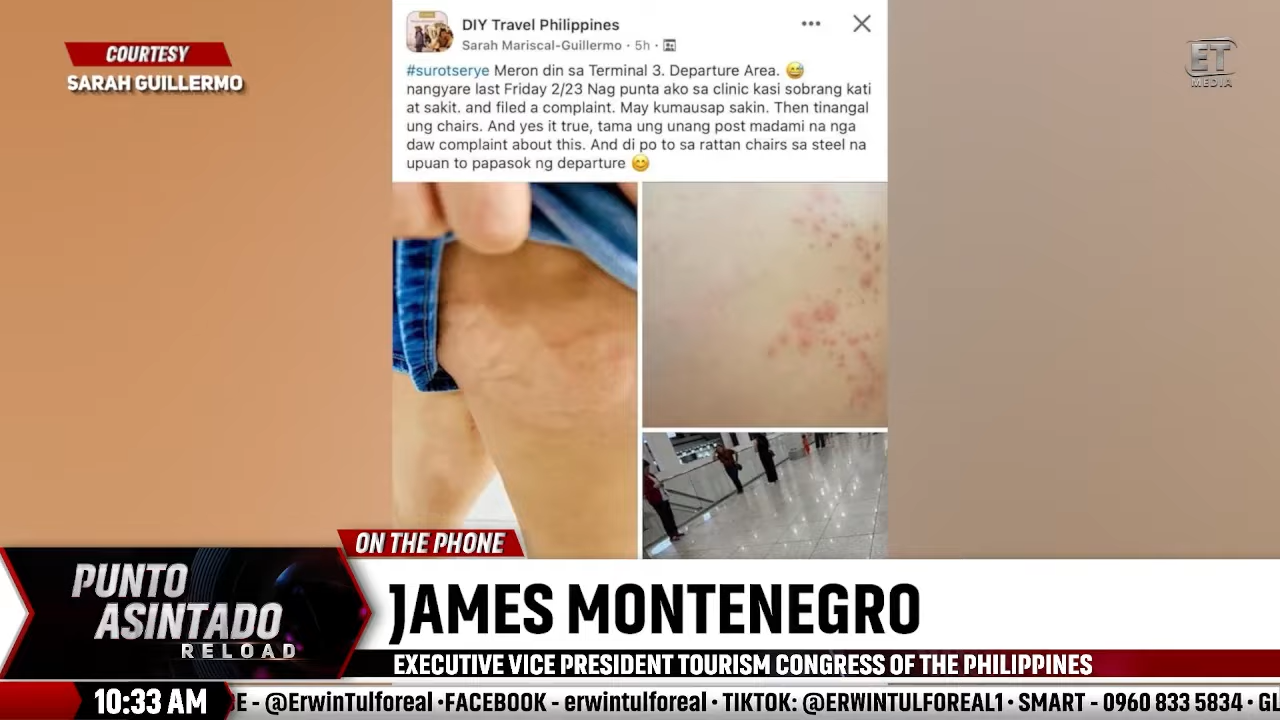 COURTESY
SARAH GUILLERMO
DIY Travel Philippines
Sarah Mariscal-Guillermo · 5h ·
#surotserye Meron din sa Terminal 3. Departure Area. 😅
nangyare last Friday 2/23 Nag punta ako sa clinic kasi sobrang kati
at sakit. and filed a complaint. May kumausap sakin. Then tinangal
ung chairs. And yes it true, tama ung unang post madami na nga
daw complaint about this. And di po to sa rattan chairs sa steel na
upuan to papasok ng departure 😊
ET
MEDIA
ON THE PHONE
PUNTO
ASINTADO
RELOAD
JAMES MONTENEGRO
EXECUTIVE VICE PRESIDENT TOURISM CONGRESS OF THE PHILIPPINES
10:33 AM
E - @ErwinTulforeal •FACEBOOK - erwintulforeal • TIKTOK: @ERWINTULFOREAL1 • SMART - 0960 833 5834 • GL